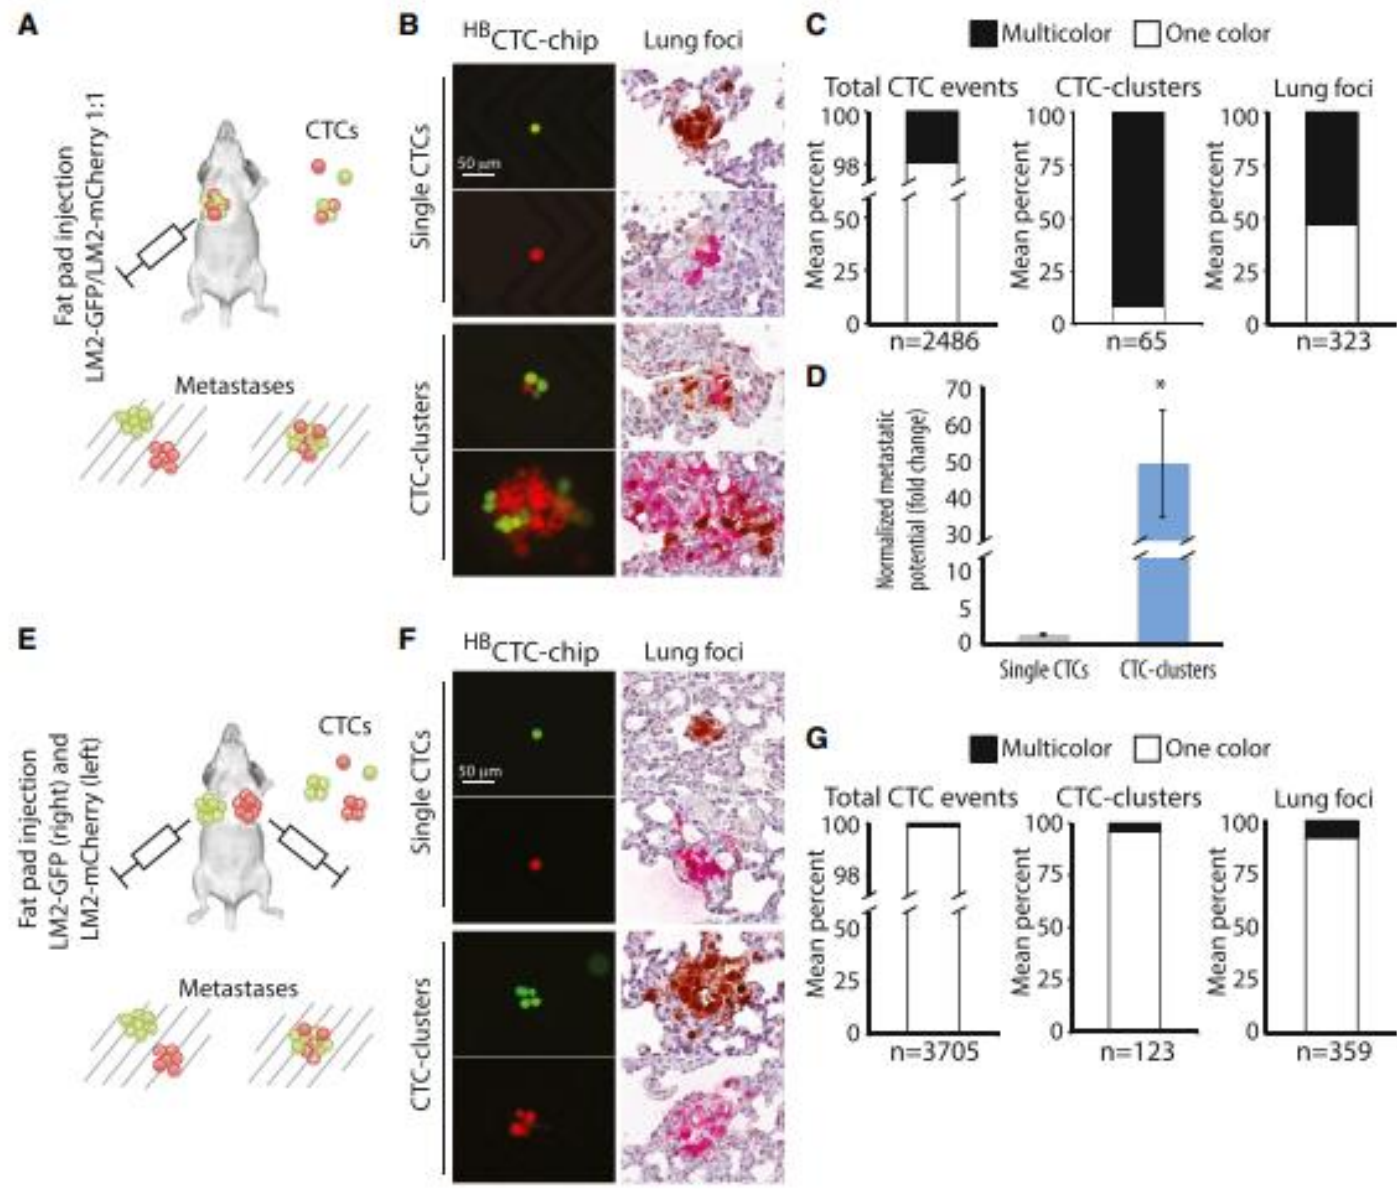 A
Fat pad injection
LM2-GFP/LM2-mCherry 1:1
CTCs
Metastases
B
HBCTC-chip
Lung foci
Single CTCs
50 µm
CTC-clusters
C
Multicolor
One color
Total CTC events
CTC-clusters
Lung foci
Mean percent
100
98
50
25
0
n=2486
Mean percent
100
75
50
25
0
n=65
Mean percent
100
75
50
25
0
n=323
D
Normalized metastatic
potential (fold change)
70
60
50
40
30
10
5
0
*
Single CTCs
CTC-clusters
E
Fat pad injection
LM2-GFP (right) and
LM2-mCherry (left)
CTCs
Metastases
F
HBCTC-chip
Lung foci
Single CTCs
50 µm
CTC-clusters
G
Multicolor
One color
Total CTC events
CTC-clusters
Lung foci
Mean percent
100
98
50
25
0
n=3705
Mean percent
100
75
50
25
0
n=123
Mean percent
100
75
50
25
0
n=359